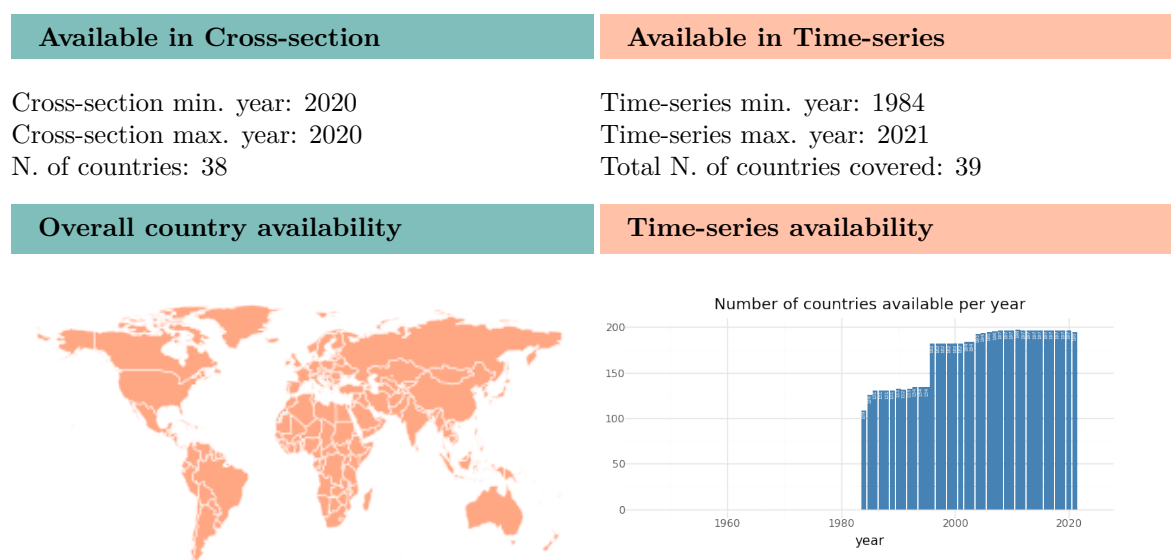 Available in Cross-section
Available in Time-series
Cross-section min. year: 2020
Cross-section max. year: 2020
N. of countries: 38
Time-series min. year: 1984
Time-series max. year: 2021
Total N. of countries covered: 39
Overall country availability
Time-series availability
Number of countries available per year
200
150
100
50
0
1960
1980
2000
2020
year